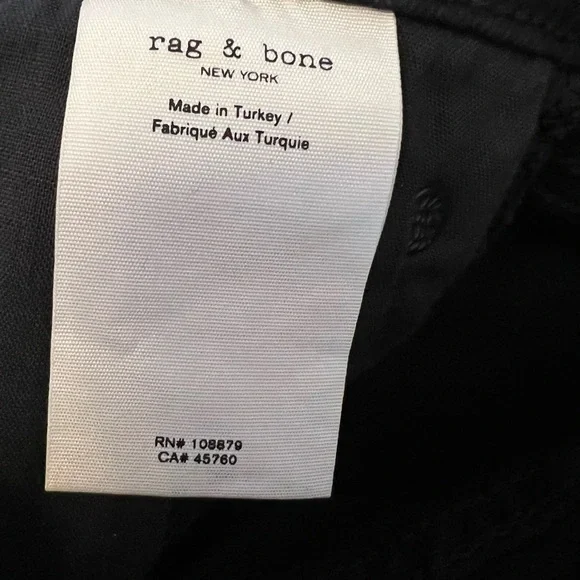 rag & bone
NEW YORK
Made in Turkey /
Fabriqué Aux Turquie
RN# 108879
CA# 45760